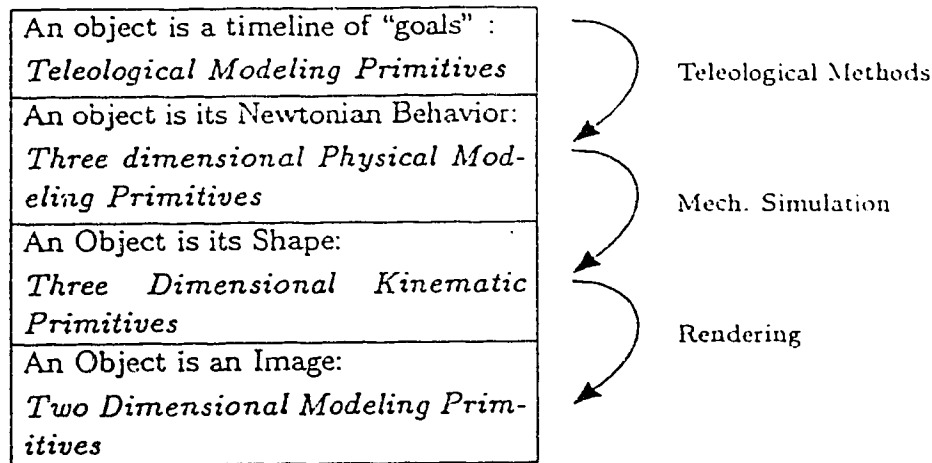 An object is a timeline of “goals” :
Teleological Modeling Primitives
Teleological Methods
An object is its Newtonian Behavior:
Three dimensional Physical Mod-
eling Primitives
Mech. Simulation
An Object is its Shape:
Three Dimensional Kinematic
Primitives
Rendering
An Object is an Image:
Two Dimensional Modeling Prim-
itives